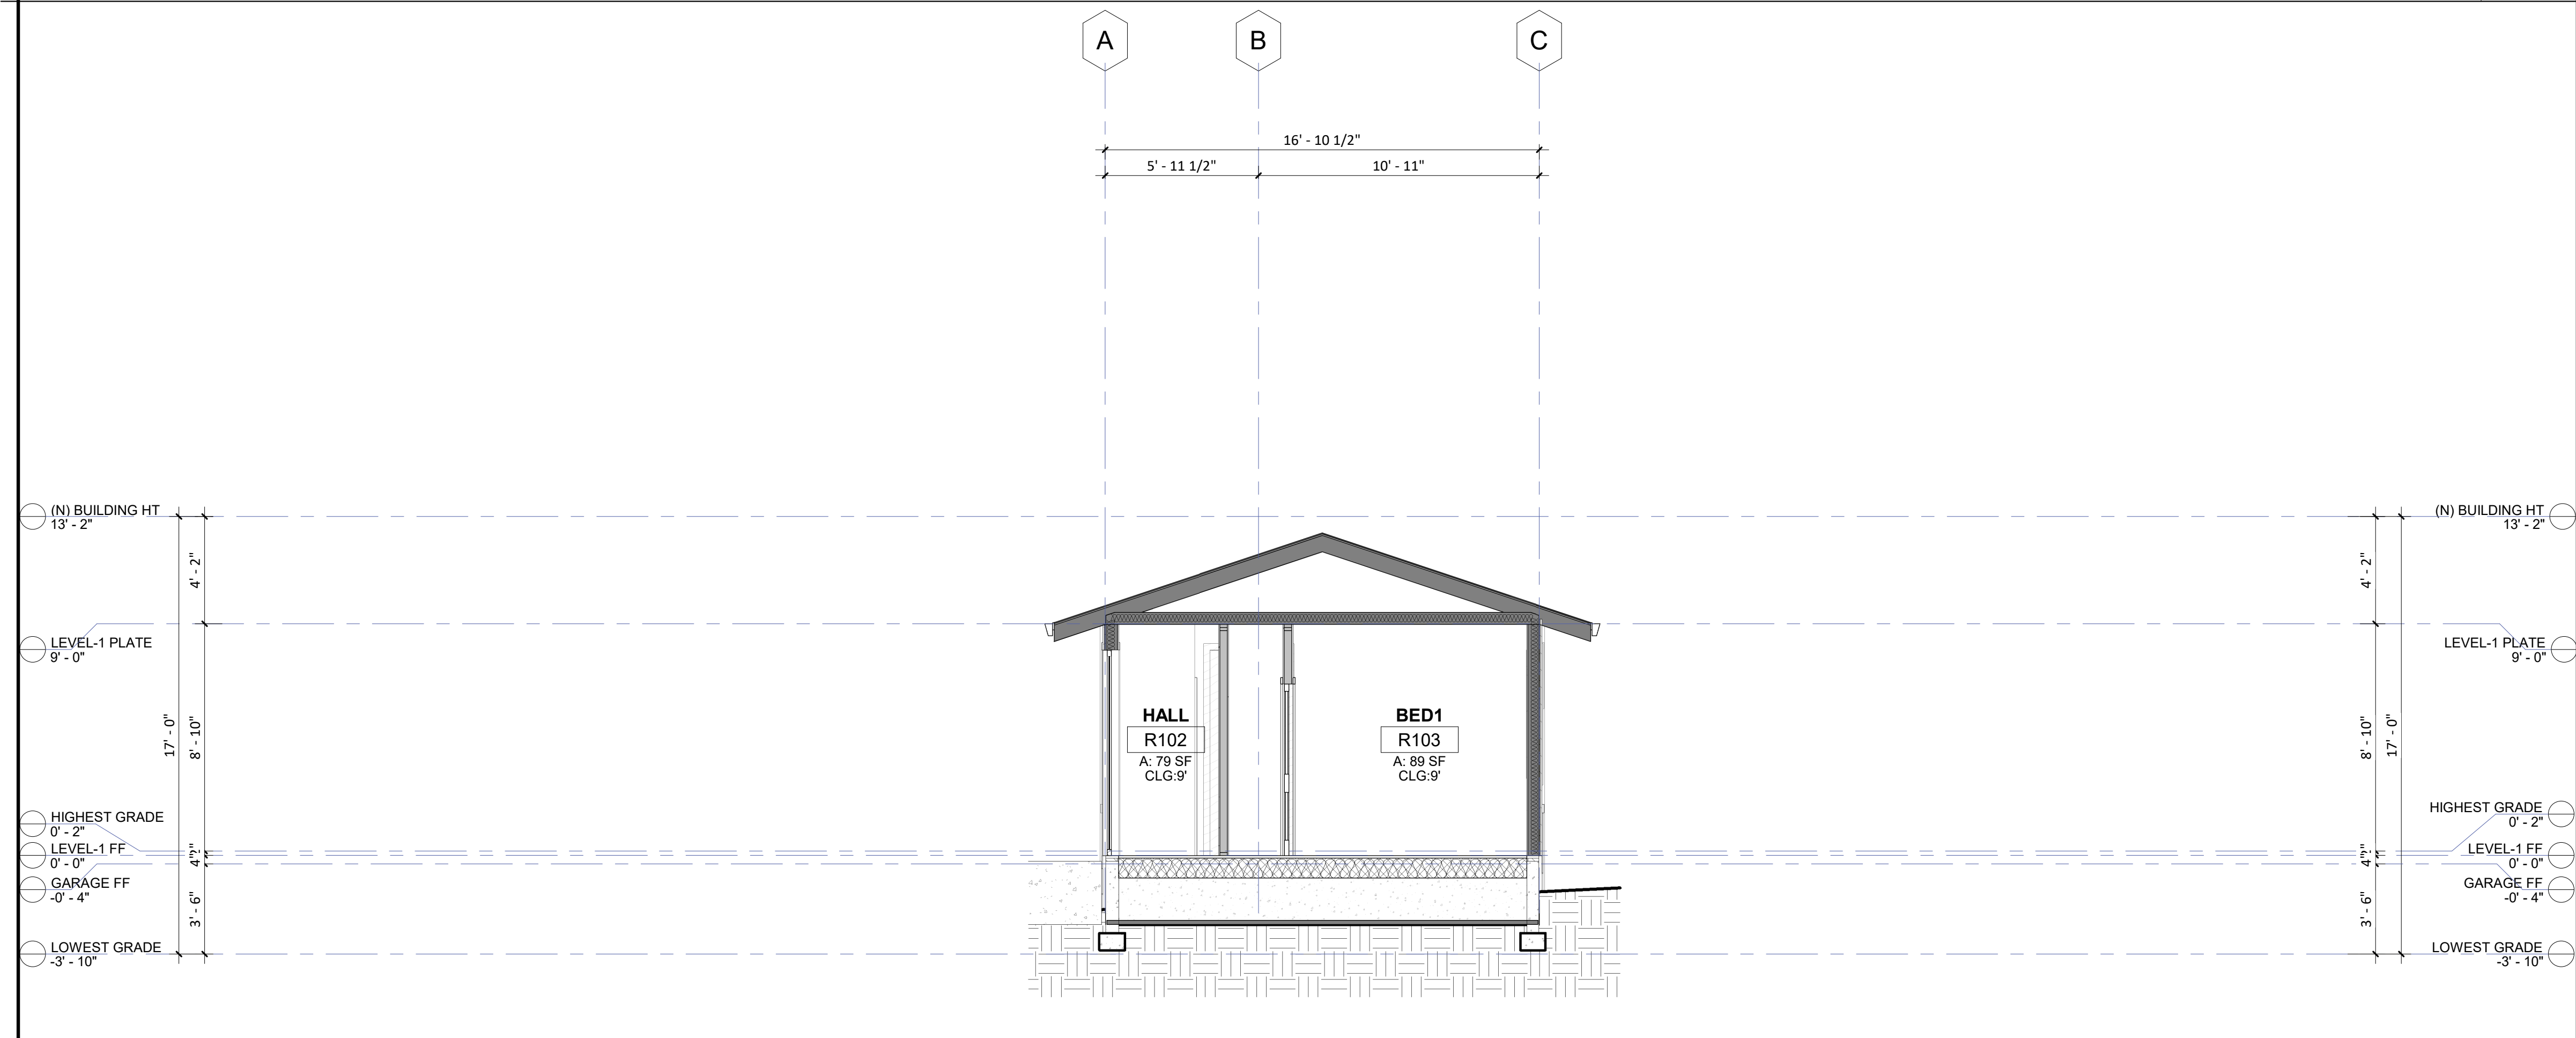 A
B
C
16' - 10 1/2"
5' - 11 1/2"
10' - 11"
(N) BUILDING HT
13' - 2"
4' - 2"
LEVEL-1 PLATE
9' - 0"
17' - 0"
8' - 10"
HIGHEST GRADE
0' - 2"
LEVEL-1 FF
0' - 0"
4"
2"
GARAGE FF
-0' - 4"
3' - 6"
LOWEST GRADE
-3' - 10"
HALL
R102
A: 79 SF
CLG:9'
BED1
R103
A: 89 SF
CLG:9'
(N) BUILDING HT
13' - 2"
4' - 2"
LEVEL-1 PLATE
9' - 0"
8' - 10"
17' - 0"
HIGHEST GRADE
0' - 2"
LEVEL-1 FF
0' - 0"
4"
GARAGE FF
-0' - 4"
3' - 6"
LOWEST GRADE
-3' - 10"